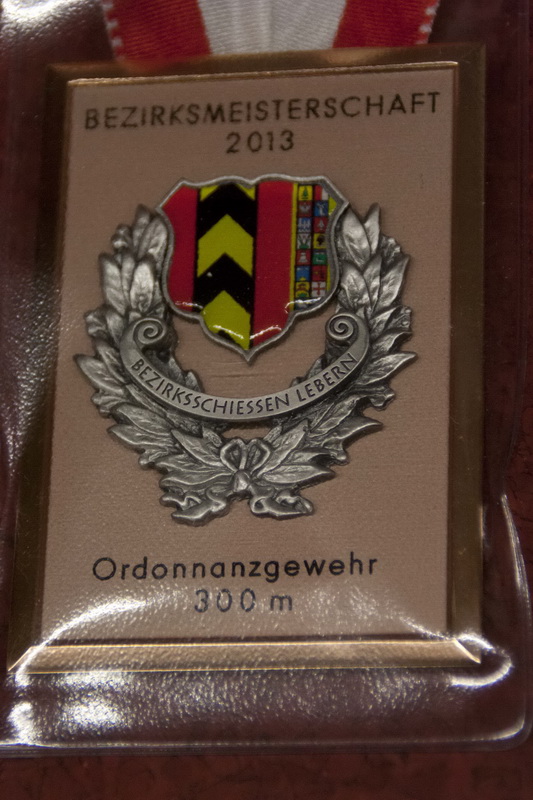 BEZIRKSMEISTERSCHAFT
2013
BEZIRKSSCHIESSEN LEBERN
Ordonnanzgewehr
300 m